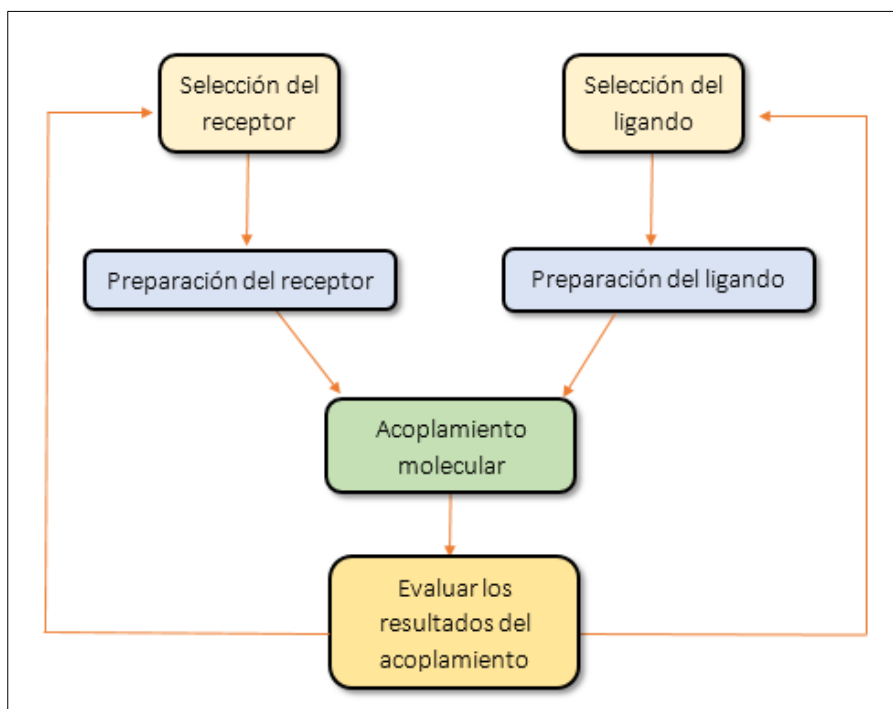 Selección del
receptor
Selección del
ligando
Preparación del receptor
Preparación del ligando
Acoplamiento
molecular
Evaluar los
resultados del
acoplamiento